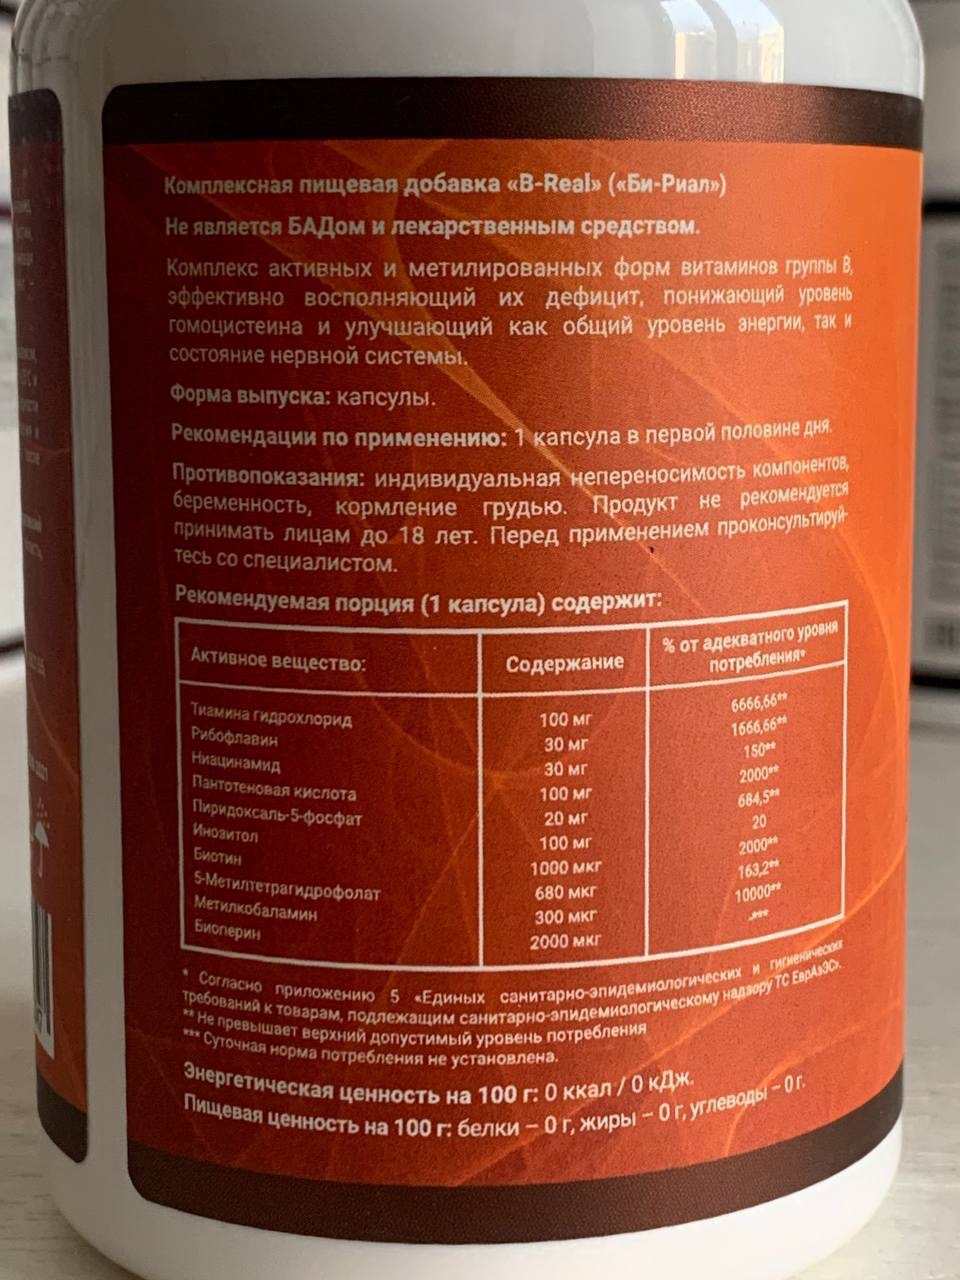 Комплексная пищевая добавка «B-Real» («Би-Риал»)
Не является БАДом и лекарственным средством.
Комплекс активных и метилированных форм витаминов группы В,
эффективно восполняющий их дефицит, понижающий уровень
гомоцистеина и улучшающий как общий уровень энергии, так и
состояние нервной системы.
Форма выпуска: капсулы.
Рекомендации по применению: 1 капсула в первой половине дня.
Противопоказания: индивидуальная непереносимость компонентов,
беременность, кормление грудью. Продукт не рекомендуется
принимать лицам до 18 лет. Перед применением проконсультируй-
тесь со специалистом.
Рекомендуемая порция (1 капсула) содержит:
Активное вещество: Содержание % от адекватного уровня
потребления*
Тиамина гидрохлорид 100 мг 6666,66**
Рибофлавин 30 мг 1666,66**
Ниацинамид 30 мг 150**
Пантотеновая кислота 100 мг 2000**
Пиридоксаль-5-фосфат 20 мг 684,5**
Инозитол 100 мг 20
Биотин 1000 мкг 2000**
5-Метилтетрагидрофолат 680 мкг 163,2**
Метилкобаламин 300 мкг 10000**
Биоперин 2000 мкг -***
* Согласно приложению 5 «Единых санитарно-эпидемиологических и гигиенических
требований к товарам, подлежащим санитарно-эпидемиологическому надзору ТС ЕврАзЭС».
** Не превышает верхний допустимый уровень потребления
*** Суточная норма потребления не установлена.
Энергетическая ценность на 100 г: 0 ккал / 0 кДж.
Пищевая ценность на 100 г: белки – 0 г, жиры – 0 г, углеводы – 0 г.